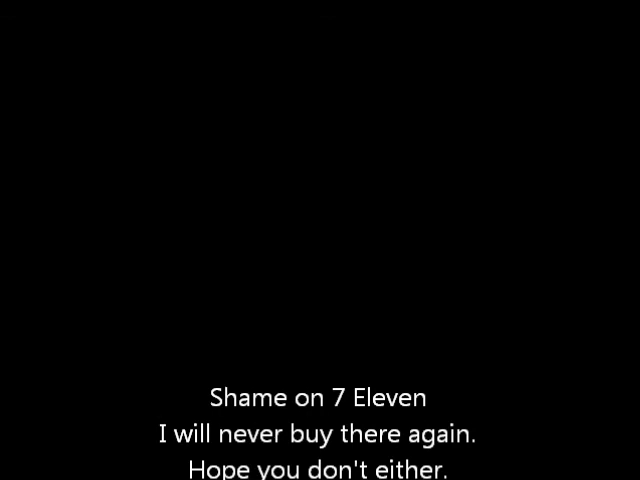 Shame on 7 Eleven
I will never buy there again.
Hope you don't either.